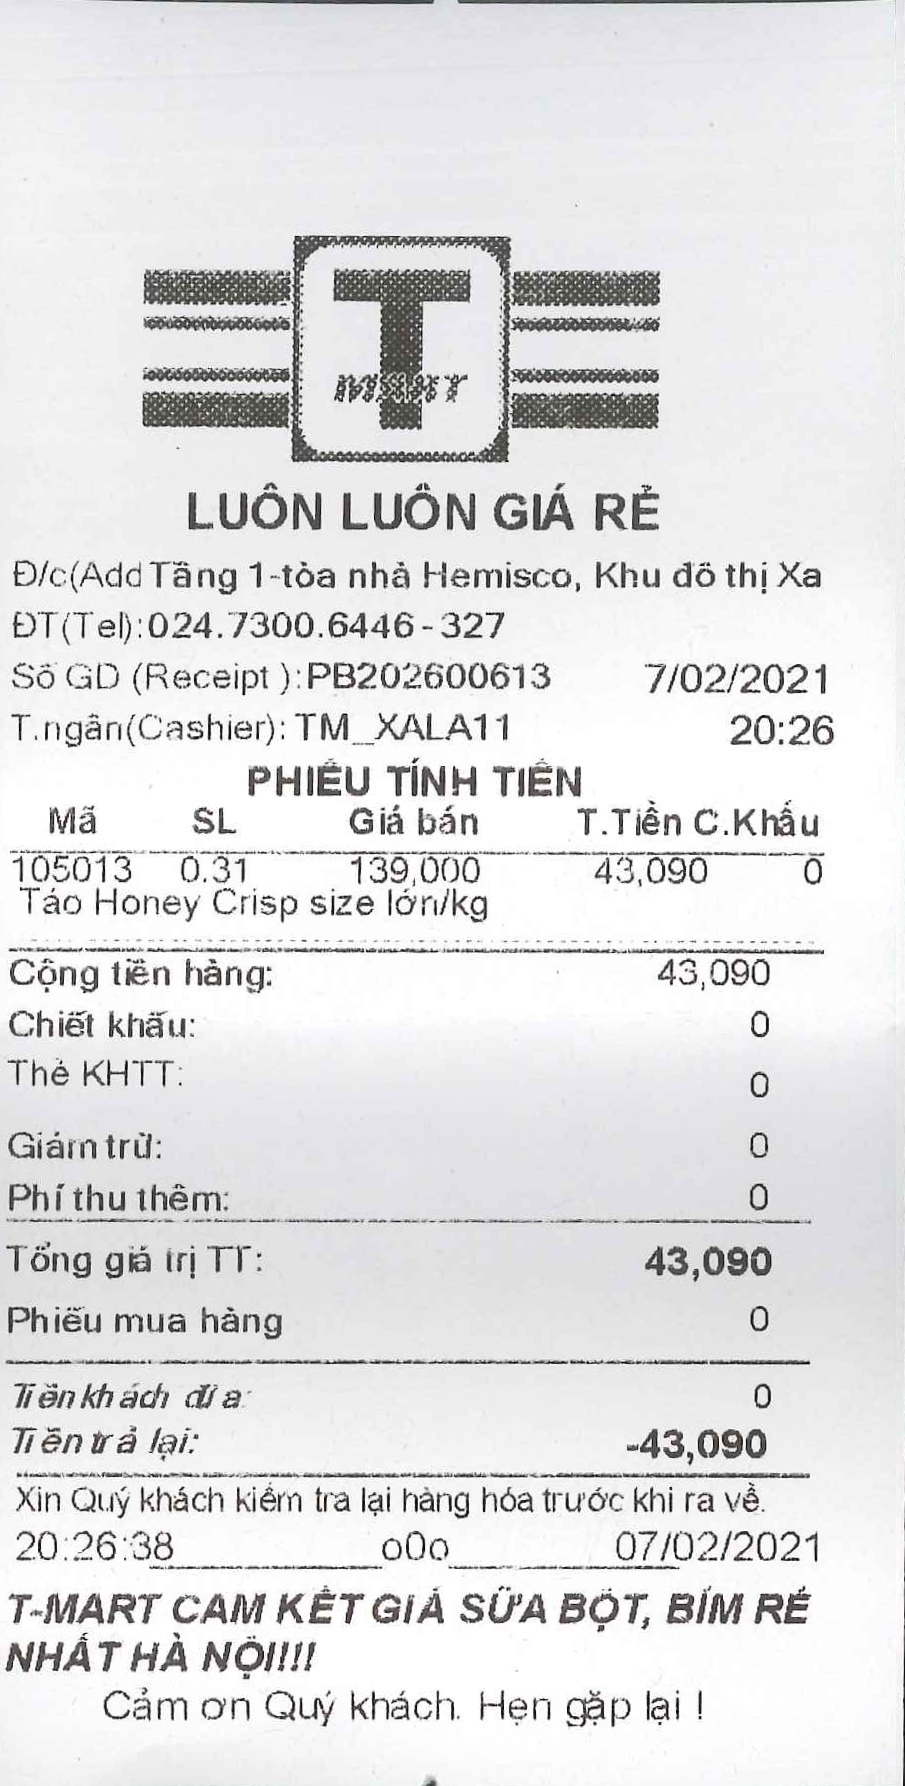 T
MART
LUÔN LUÔN GIÁ RẺ
Đ/c(Add Tầng 1-tòa nhà Hemisco, Khu đô thị Xa
ĐT(Tel):024.7300.6446-327
Số GD (Receipt ):PB202600613 7/02/2021
T.ngân(Cashier): TM_XALA11 20:26
PHIẾU TÍNH TIỀN
Mã SL Giá bán T.Tiền C.Khấu
105013 0.31 139,000 43,090 0
Táo Honey Crisp size lớn/kg
Cộng tiền hàng: 43,090
Chiết khấu: 0
Thẻ KHTT: 0
Giảm trừ: 0
Phí thu thêm: 0
Tổng giá trị TT: 43,090
Phiếu mua hàng 0
Tiền khách đưa: 0
Tiền trả lại: -43,090
Xin Quý khách kiểm tra lại hàng hóa trước khi ra về.
20:26:38 o0o 07/02/2021
T-MART CAM KẾT GIÁ SỮA BỘT, BỈM RẺ
NHẤT HÀ NỘI!!!!
Cảm ơn Quý khách. Hẹn gặp lại !